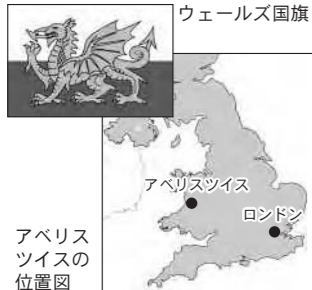 ウェールズ国旗
アベリスツイス
ロンドン
アベリス
ツイスの
位置図